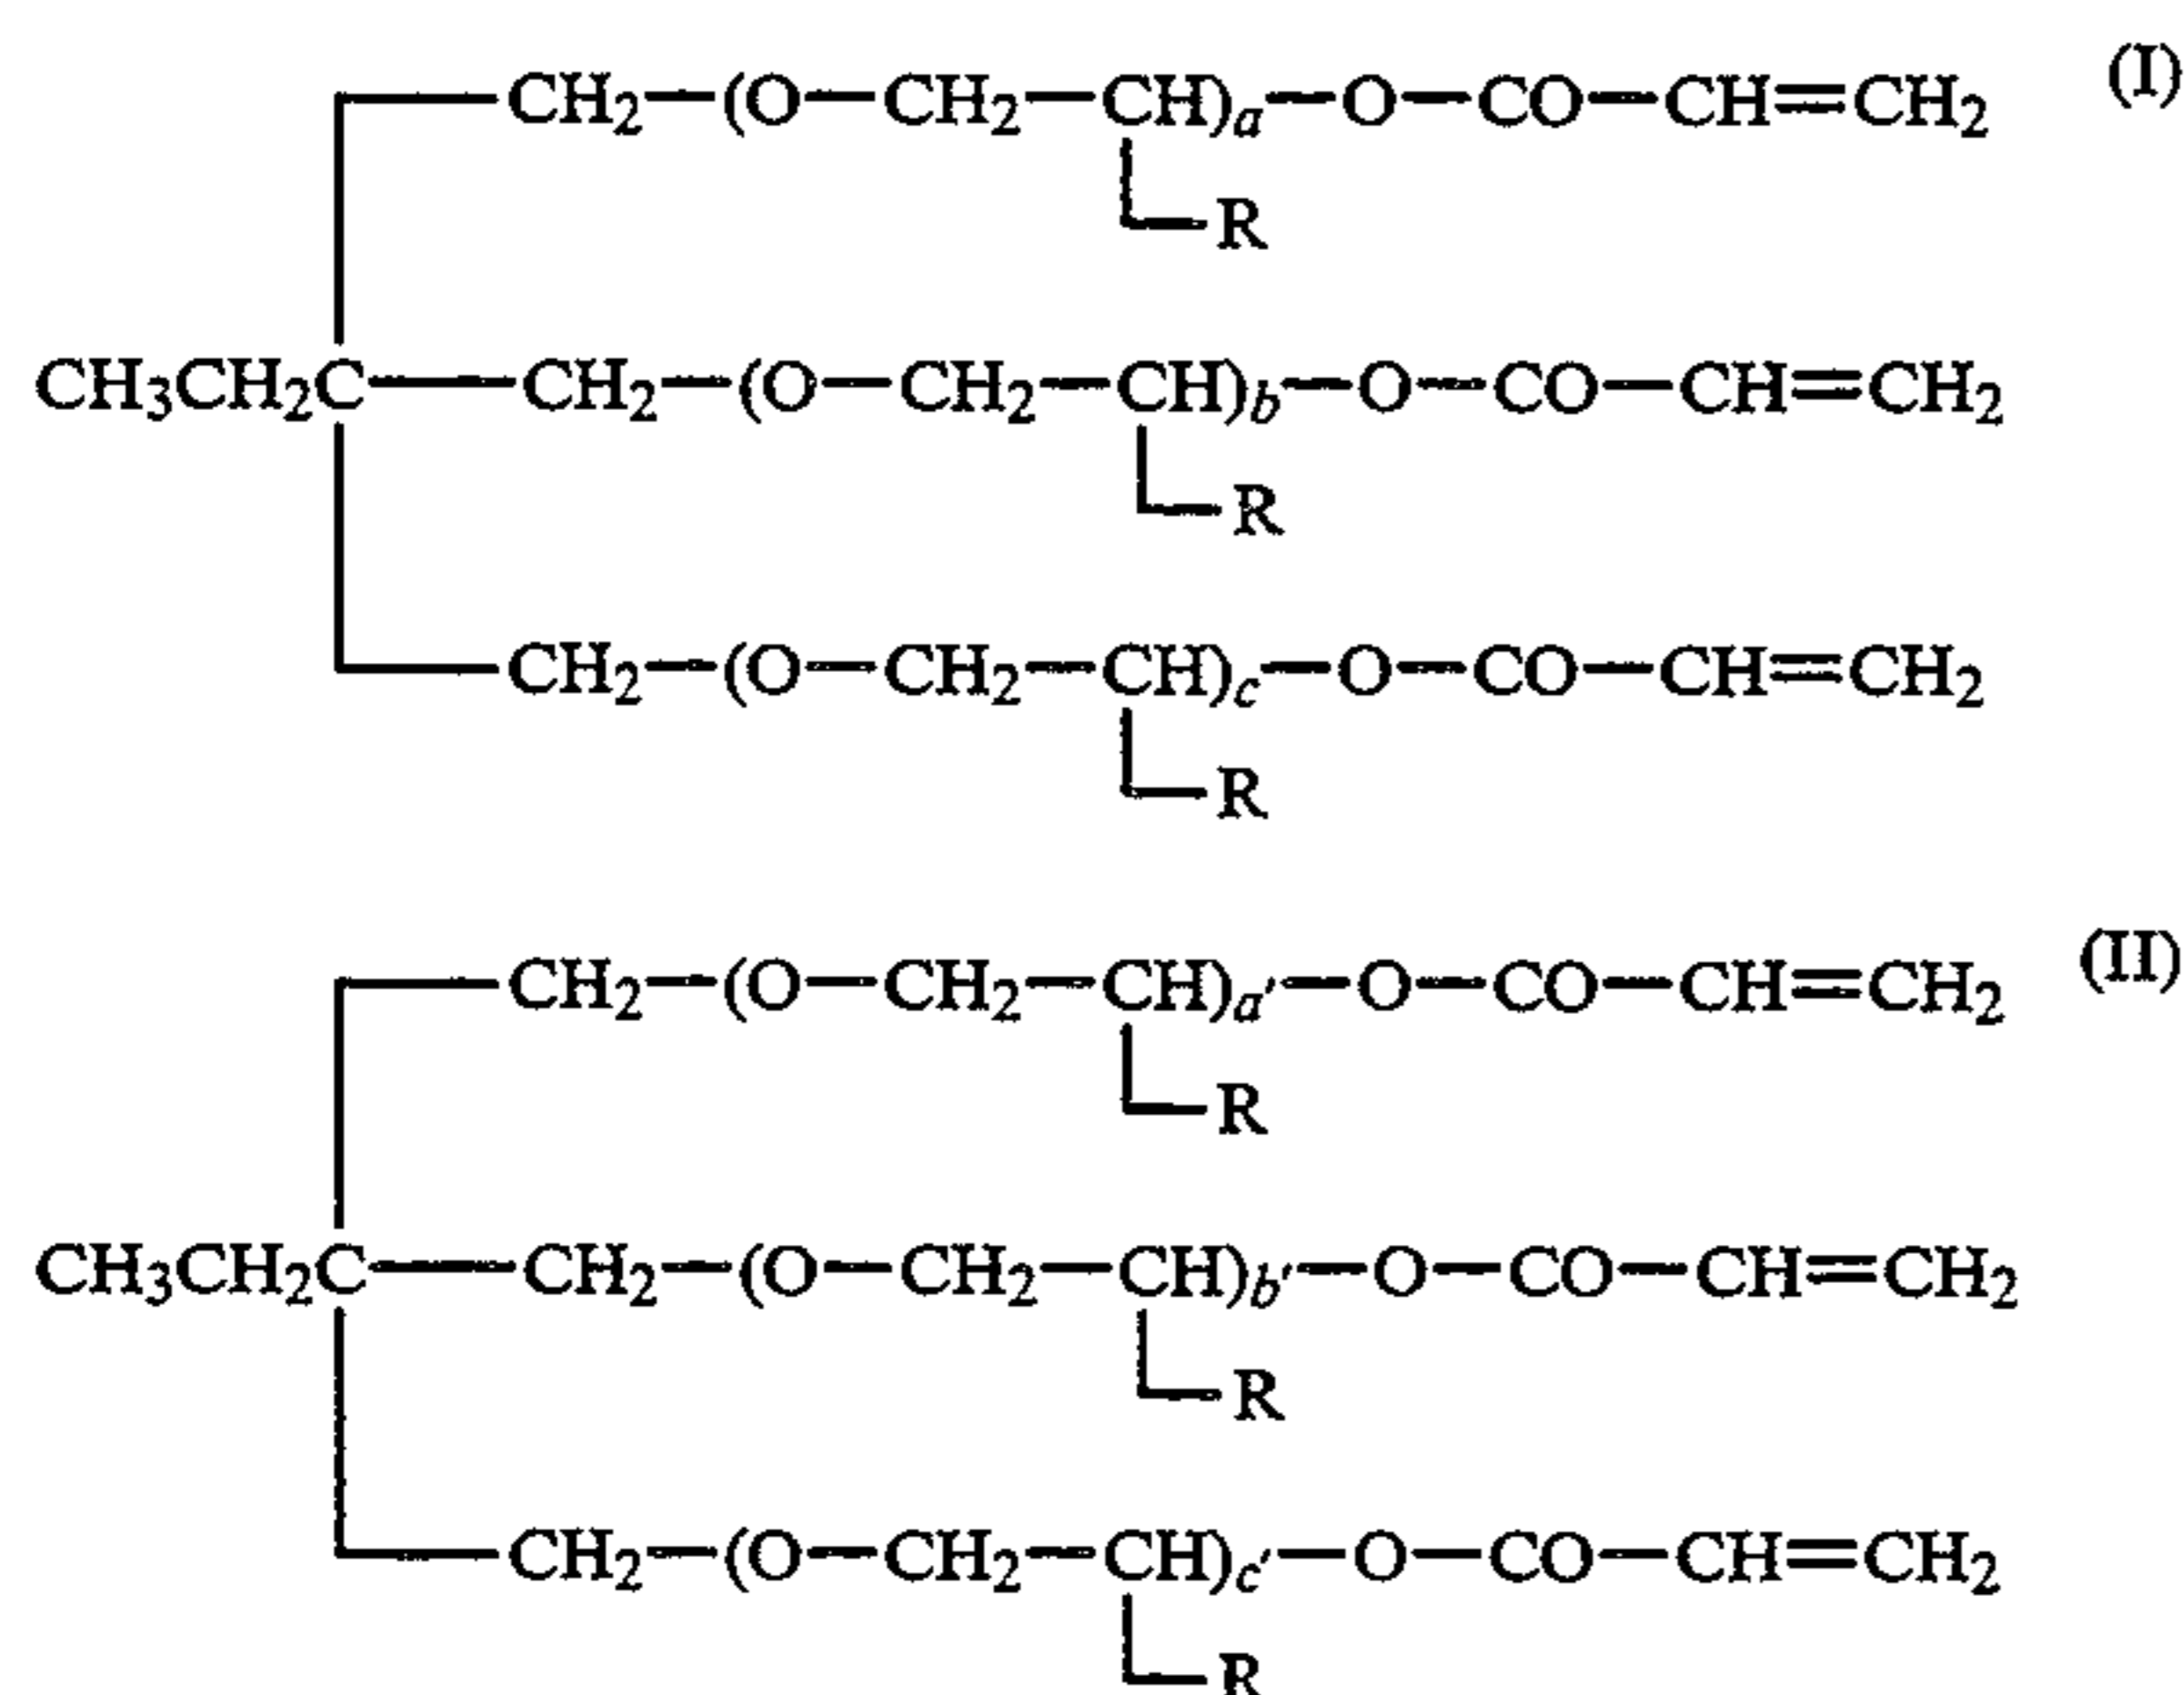 CH₂—(O—CH₂—CH)ₐ—O—CO—CH=CH₂ (I)
R
CH₃CH₂C—CH₂—(O—CH₂—CH)b—O—CO—CH=CH₂
R
CH₂—(O—CH₂—CH)c—O—CO—CH=CH₂
R
CH₂—(O—CH₂—CH)a'—O—CO—CH=CH₂ (II)
R
CH₃CH₂C—CH₂—(O—CH₂—CH)b'—O—CO—CH=CH₂
R
CH₂—(O—CH₂—CH)c'—O—CO—CH=CH₂
R